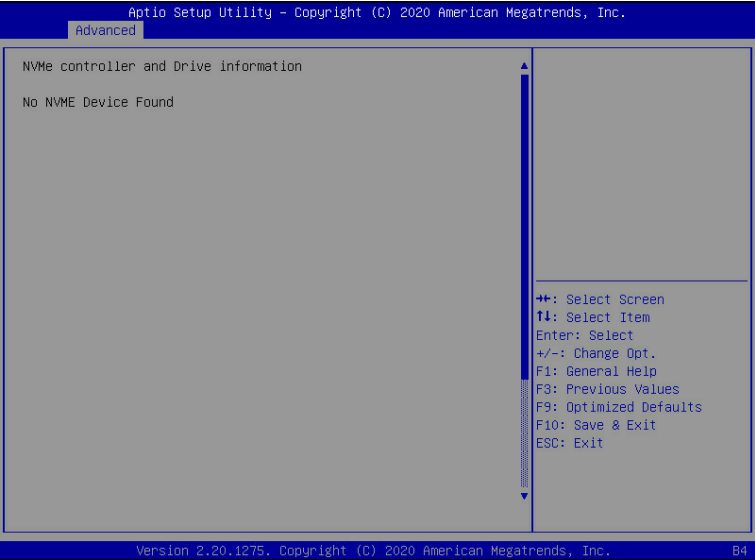 Aptio Setup Utility – Copyright (C) 2020 American Megatrends, Inc.
Advanced
NVMe controller and Drive information
No NVME Device Found
→←: Select Screen
↑↓: Select Item
Enter: Select
+/-: Change Opt.
F1: General Help
F3: Previous Values
F9: Optimized Defaults
F10: Save & Exit
ESC: Exit
Version 2.20.1275. Copyright (C) 2020 American Megatrends, Inc.
B4